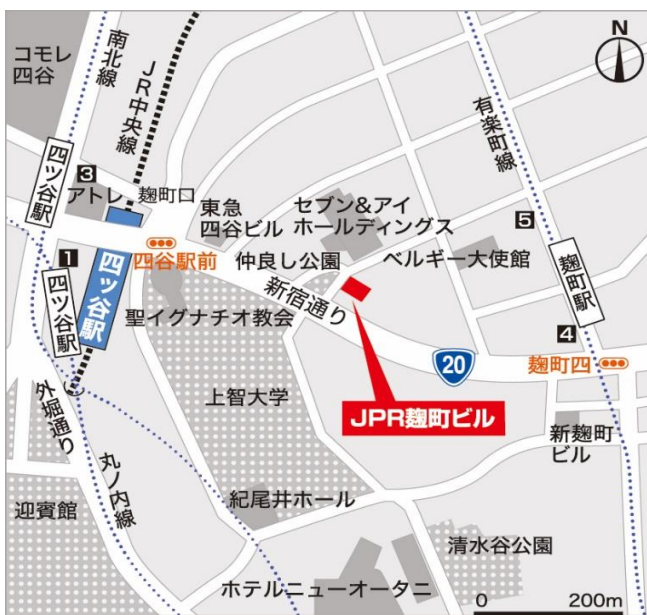 コモレ
四谷
南北線
JR中央線
N
有楽町線
四ツ谷駅
3
アトレ
麹町口
東急
四谷ビル
セブン&アイ
ホールディングス
5
1
四谷駅前
仲良し公園
ベルギー大使館
麹町駅
四ツ谷駅
四ツ谷駅
新宿通り
聖イグナチオ教会
4
20
麹町四
外堀通り
上智大学
JPR麹町ビル
新麹町
ビル
丸ノ内線
迎賓館
紀尾井ホール
清水谷公園
ホテルニューオータニ
0 200m